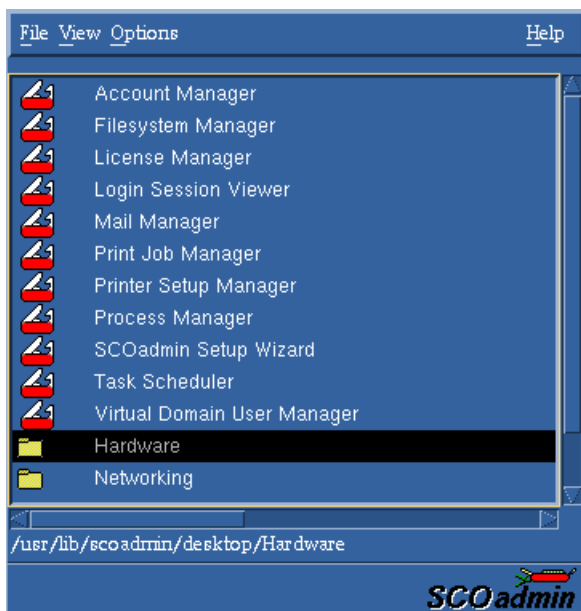 File View Options Help
Account Manager
Filesystem Manager
License Manager
Login Session Viewer
Mail Manager
Print Job Manager
Printer Setup Manager
Process Manager
SCOadmin Setup Wizard
Task Scheduler
Virtual Domain User Manager
Hardware
Networking
/usr/lib/scoadmin/desktop/Hardware
SCOadmin